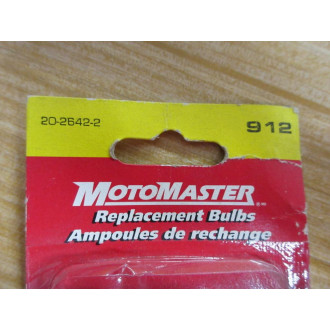 20-2642-2
912
MOTOMASTER
Replacement Bulbs
Ampoules de rechange